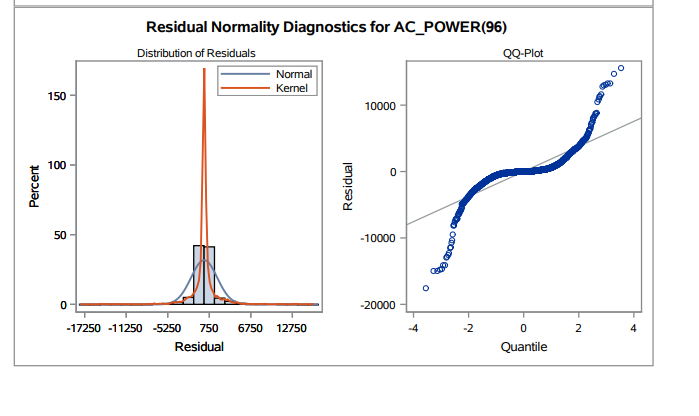 Residual Normality Diagnostics for AC_POWER(96)
Distribution of Residuals
Normal
Kernel
Percent
150
100
50
0
-17250 -11250 -5250 750 6750 12750
Residual
QQ-Plot
Residual
10000
0
-10000
-20000
-4 -2 0 2 4
Quantile